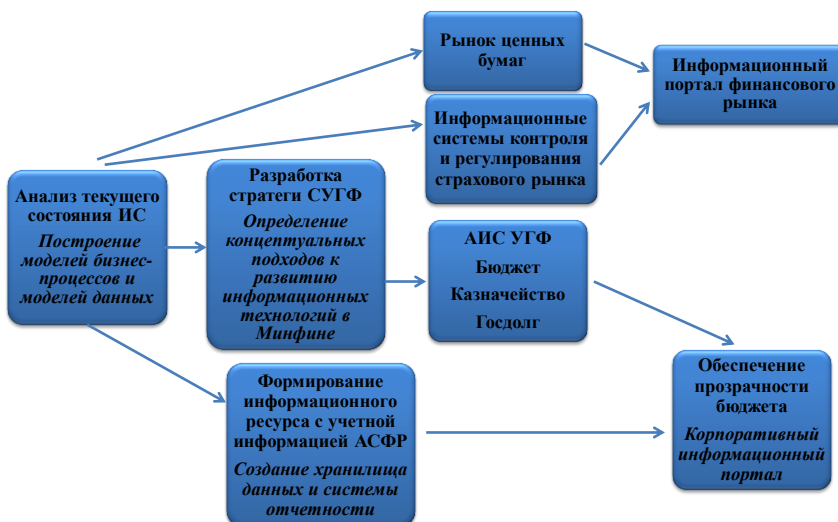 Рынок ценных
бумаг
Информационный
портал финансового
рынка
Информационные
системы контроля
и регулирования
страхового рынка
Анализ текущего
состояния ИС
Построение
моделей бизнес-
процессов и
моделей данных
Разработка
стратеги СУГФ
Определение
концептуальных
подходов к
развитию
информационных
технологий в
Минфине
АИС УГФ
Бюджет
Казначейство
Госдолг
Формирование
информационного
ресурса с учетной
информацией АСФР
Создание хранилища
данных и системы
отчетности
Обеспечение
прозрачности
бюджета
Корпоративный
информационный
портал